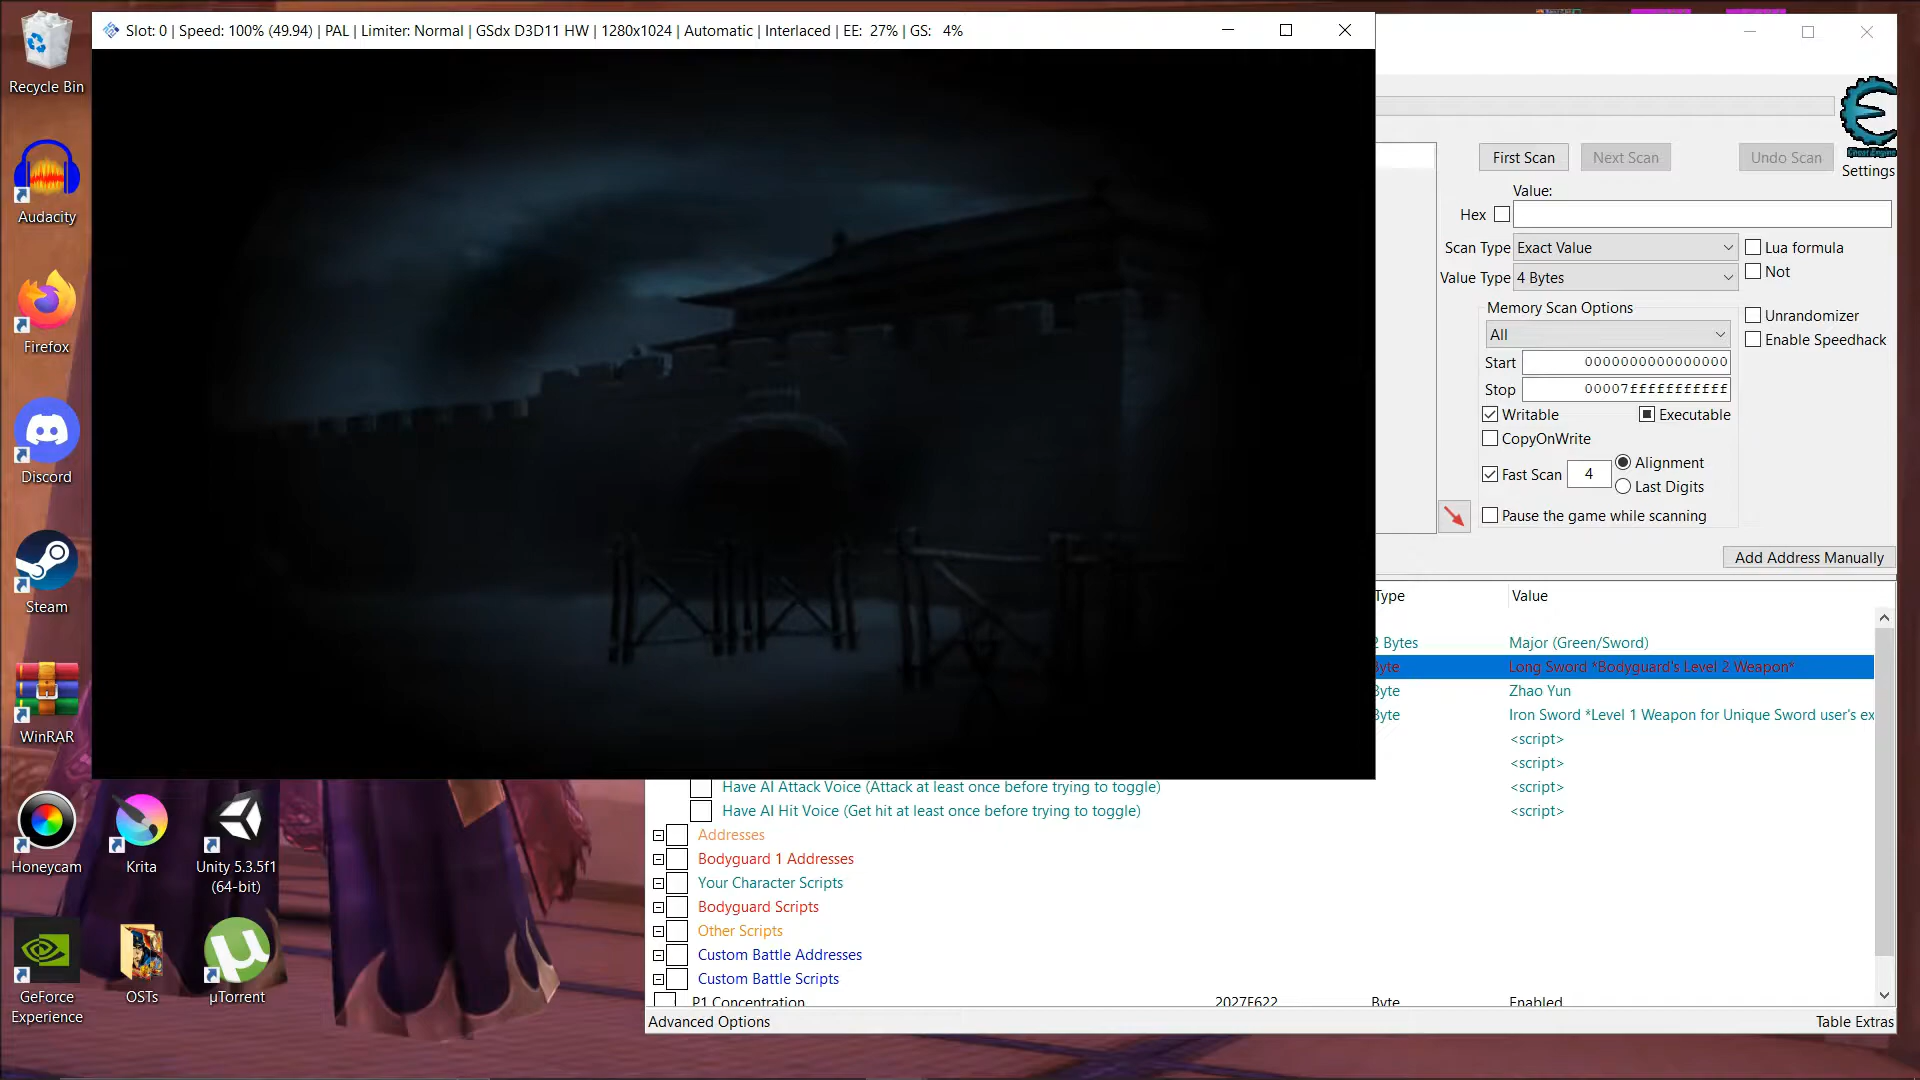 Slot: 0 | Speed: 100% (49.94) | PAL | Limiter: Normal | GSdx D3D11 HW | 1280x1024 | Automatic | Interlaced | EE: 27% | GS: 4%
Recycle Bin
Audacity
Firefox
Discord
Steam
WinRAR
Honeycam
Krita
Unity 5.3.5f1
(64-bit)
GeForce
Experience
OSTs
µTorrent
First Scan
Next Scan
Undo Scan
Cheat Engine
Settings
Value:
Hex
Scan Type
Exact Value
Lua formula
Value Type
4 Bytes
Not
Memory Scan Options
All
Unrandomizer
Enable Speedhack
Start
0000000000000000
Stop
00007fffffffffff
Writable
Executable
CopyOnWrite
Fast Scan
4
Alignment
Last Digits
Pause the game while scanning
Add Address Manually
Type
Value
2 Bytes
Major (Green/Sword)
Byte
Long Sword *Bodyguard's Level 2 Weapon*
Byte
Zhao Yun
Byte
Iron Sword *Level 1 Weapon for Unique Sword user's ex
<script>
<script>
Have AI Attack Voice (Attack at least once before trying to toggle)
<script>
Have AI Hit Voice (Get hit at least once before trying to toggle)
<script>
Addresses
Bodyguard 1 Addresses
Your Character Scripts
Bodyguard Scripts
Other Scripts
Custom Battle Addresses
Custom Battle Scripts
P1 Concentration
2027F622
Byte
Enabled
Advanced Options
Table Extras